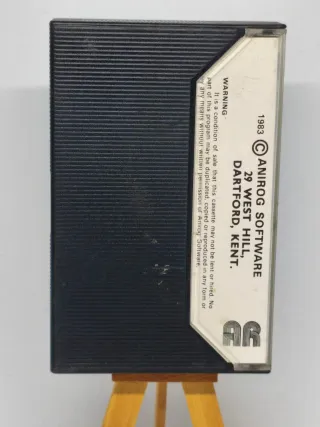 1983 © ANIROG SOFTWARE
29 WEST HILL,
DARTFORD, KENT.
WARNING-
It is a condition of sale that this cassette may not be lent or hired. No
part of this program may be duplicated, copied or reproduced in any form or
by any means without written permission of Anirog Software
AR